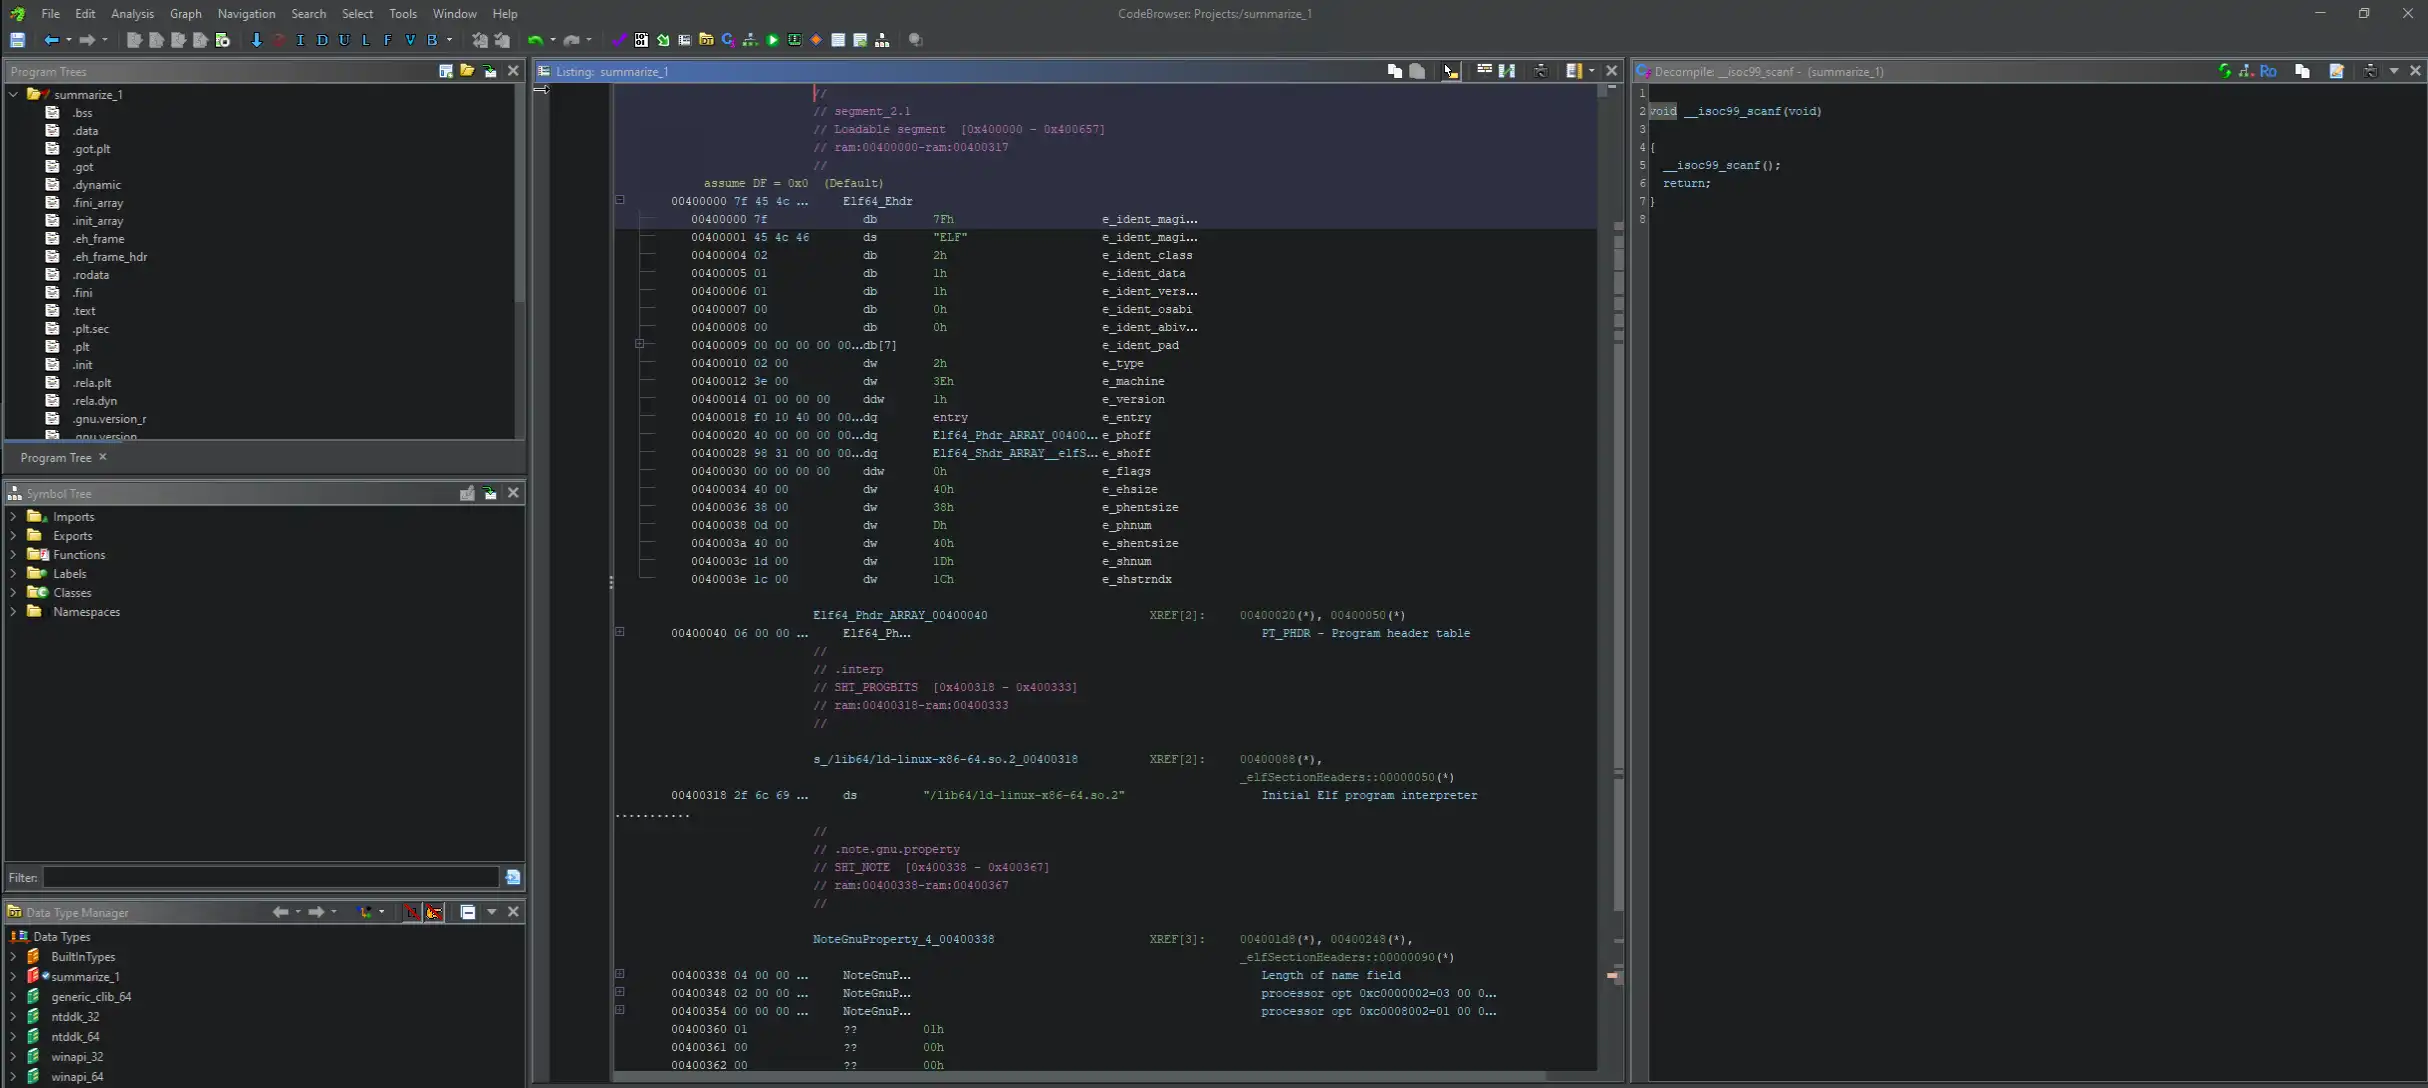 File Edit Analysis Graph Navigation Search Select Tools Window Help
CodeBrowser: Projects:/summarize_1
I D U L F V B
Program Trees
summarize_1
.bss
.data
.got.plt
.got
.dynamic
.fini_array
.init_array
.eh_frame
.eh_frame_hdr
.rodata
.fini
.text
.plt.sec
.plt
.init
.rela.plt
.rela.dyn
.gnu.version_r
.gnu.version
Program Tree
Symbol Tree
Imports
Exports
Functions
Labels
Classes
Namespaces
Filter:
Data Type Manager
Data Types
BuiltInTypes
summarize_1
generic_clib_64
ntddk_32
ntddk_64
winapi_32
winapi_64
Listing: summarize_1
//
// segment_2.1
// Loadable segment [0x400000 - 0x400657]
// ram:00400000-ram:00400317
//
assume DF = 0x0 (Default)
00400000 7f 45 4c ... Elf64_Ehdr
00400000 7f db 7Fh e_ident_magi...
00400001 45 4c 46 ds "ELF" e_ident_magi...
00400004 02 db 2h e_ident_class
00400005 01 db 1h e_ident_data
00400006 01 db 1h e_ident_vers...
00400007 00 db 0h e_ident_osabi
00400008 00 db 0h e_ident_abiv...
00400009 00 00 00 00 00...db[7] e_ident_pad
00400010 02 00 dw 2h e_type
00400012 3e 00 dw 3Eh e_machine
00400014 01 00 00 00 ddw 1h e_version
00400018 f0 10 40 00 00...dq entry e_entry
00400020 40 00 00 00 00...dq Elf64_Phdr_ARRAY_00400... e_phoff
00400028 98 31 00 00 00...dq Elf64_Shdr_ARRAY__elfS... e_shoff
00400030 00 00 00 00 ddw 0h e_flags
00400034 40 00 dw 40h e_ehsize
00400036 38 00 dw 38h e_phentsize
00400038 0d 00 dw Dh e_phnum
0040003a 40 00 dw 40h e_shentsize
0040003c 1d 00 dw 1Dh e_shnum
0040003e 1c 00 dw 1Ch e_shstrndx
Elf64_Phdr_ARRAY_00400040 XREF[2]: 00400020(*), 00400050(*)
00400040 06 00 00 ... Elf64_Ph... PT_PHDR - Program header table
//
// .interp
// SHT_PROGBITS [0x400318 - 0x400333]
// ram:00400318-ram:00400333
//
s_/lib64/ld-linux-x86-64.so.2_00400318 XREF[2]: 00400088(*),
_elfSectionHeaders::00000050(*)
00400318 2f 6c 69 ... ds "/lib64/ld-linux-x86-64.so.2" Initial Elf program interpreter
...........
//
// .note.gnu.property
// SHT_NOTE [0x400338 - 0x400367]
// ram:00400338-ram:00400367
//
NoteGnuProperty_4_00400338 XREF[3]: 004001d8(*), 00400248(*),
_elfSectionHeaders::00000090(*)
00400338 04 00 00 ... NoteGnuP... Length of name field
00400348 02 00 00 ... NoteGnuP... processor opt 0xc0000002=03 00 0...
00400354 00 00 00 ... NoteGnuP... processor opt 0xc0008002=01 00 0...
00400360 01 ?? 01h
00400361 00 ?? 00h
00400362 00 ?? 00h
Decompile: __isoc99_scanf - (summarize_1)
Ro
1
2 void __isoc99_scanf(void)
3
4 {
5 __isoc99_scanf();
6 return;
7 }
8